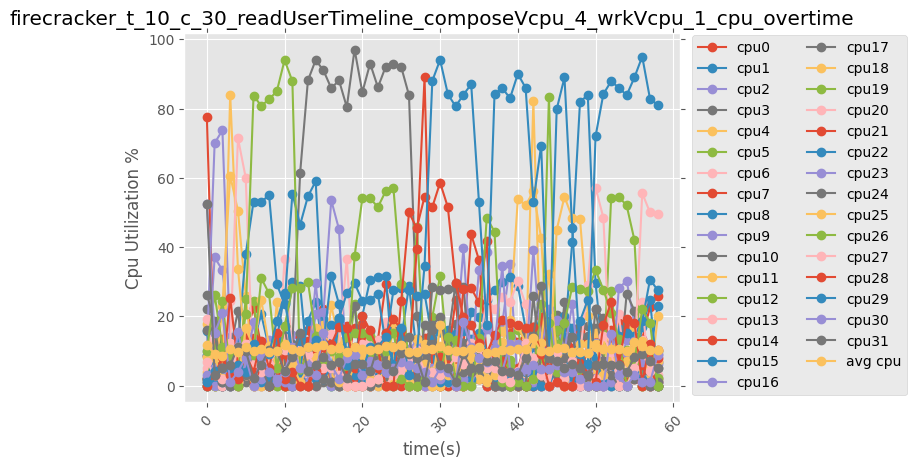 firecracker_t_10_c_30_readUserTimeline_composeVcpu_4_wrkVcpu_1_cpu_overtime
Cpu Utilization %
100
80
60
40
20
0
0
10
20
30
40
50
60
time(s)
cpu0
cpu1
cpu2
cpu3
cpu4
cpu5
cpu6
cpu7
cpu8
cpu9
cpu10
cpu11
cpu12
cpu13
cpu14
cpu15
cpu16
cpu17
cpu18
cpu19
cpu20
cpu21
cpu22
cpu23
cpu24
cpu25
cpu26
cpu27
cpu28
cpu29
cpu30
cpu31
avg cpu